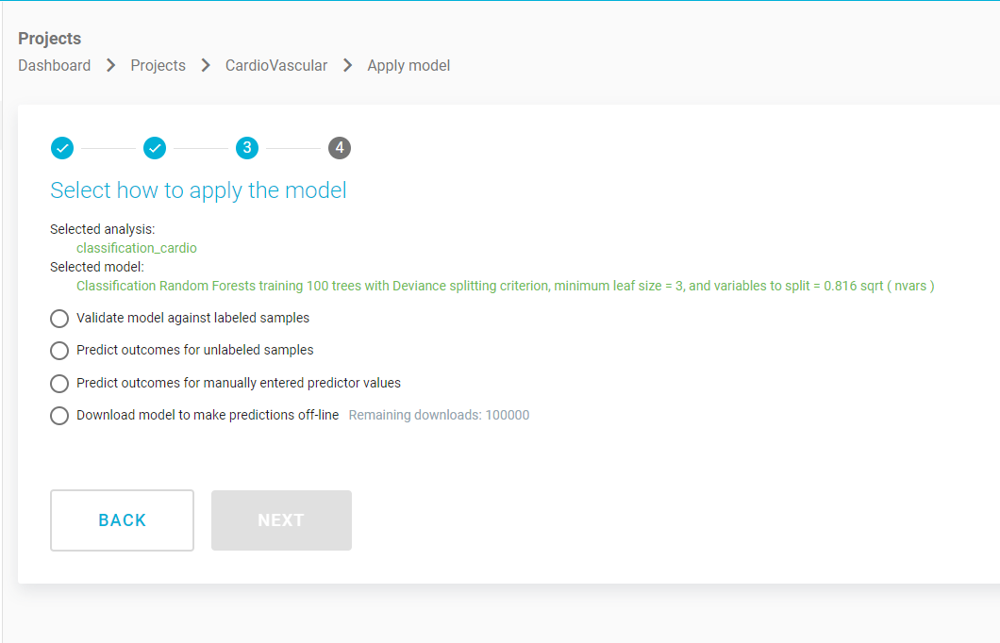 Projects
Dashboard > Projects > CardioVascular > Apply model
3 4
Select how to apply the model
Selected analysis:
classification_cardio
Selected model:
Classification Random Forests training 100 trees with Deviance splitting criterion, minimum leaf size = 3, and variables to split = 0.816 sqrt ( nvars )
Validate model against labeled samples
Predict outcomes for unlabeled samples
Predict outcomes for manually entered predictor values
Download model to make predictions off-line Remaining downloads: 100000
BACK NEXT